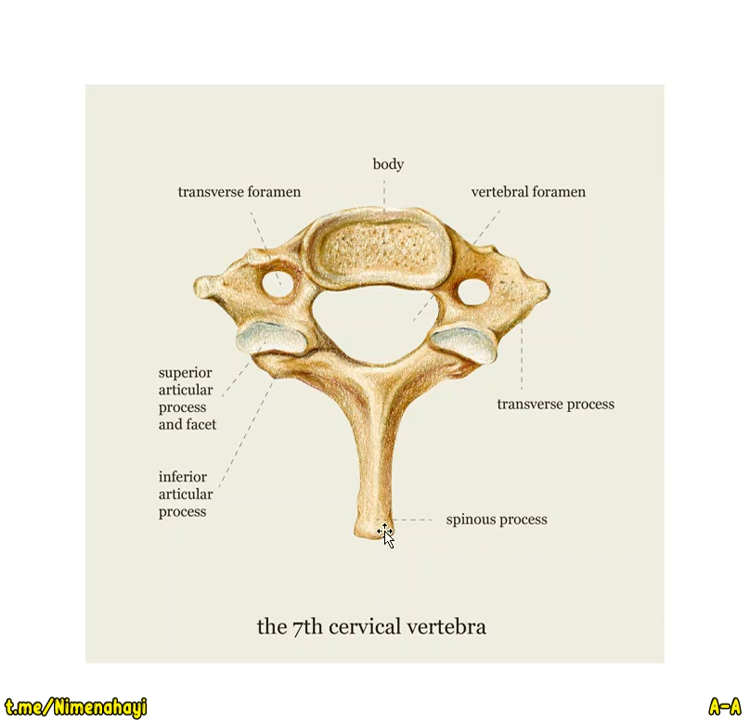 body
transverse foramen
vertebral foramen
superior
articular
process
and facet
transverse process
inferior
articular
process
spinous process
the 7th cervical vertebra
t.me/Nimenahayi
A-A